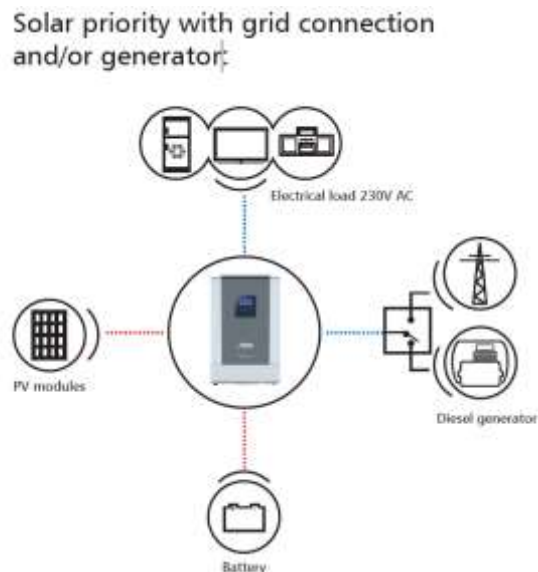 Solar priority with grid connection
and/or generator:
Electrical load 230V AC
PV modules
Diesel generator
Battery